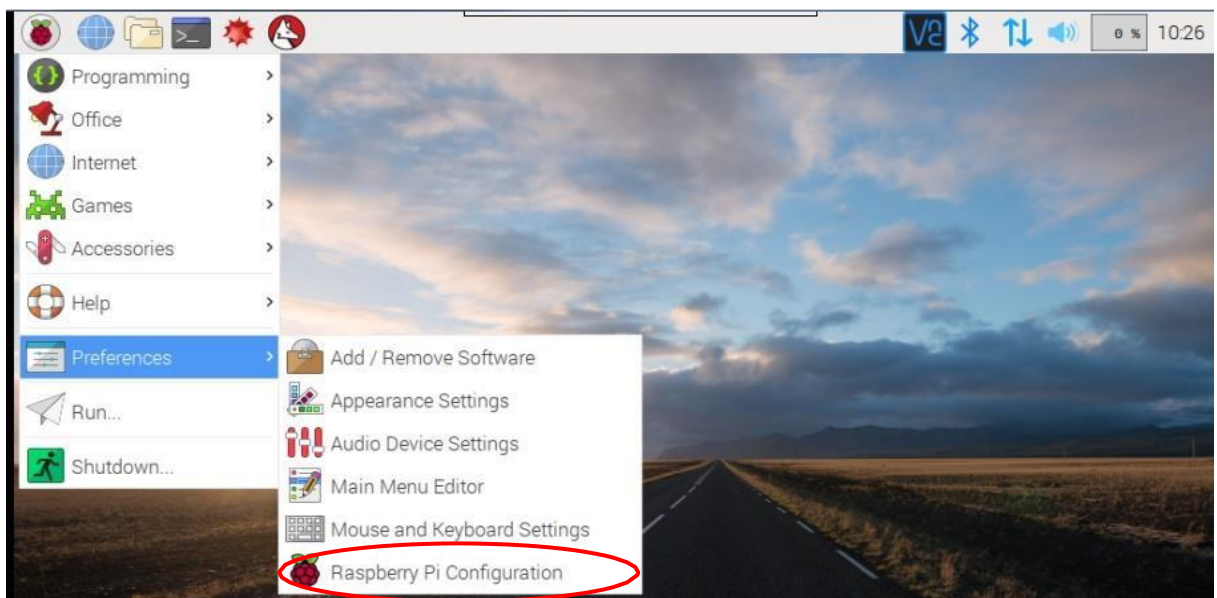 V2
0 %
10:26
Programming
Office
Internet
Games
Accessories
Help
Preferences
Run...
Shutdown...
Add / Remove Software
Appearance Settings
Audio Device Settings
Main Menu Editor
Mouse and Keyboard Settings
Raspberry Pi Configuration